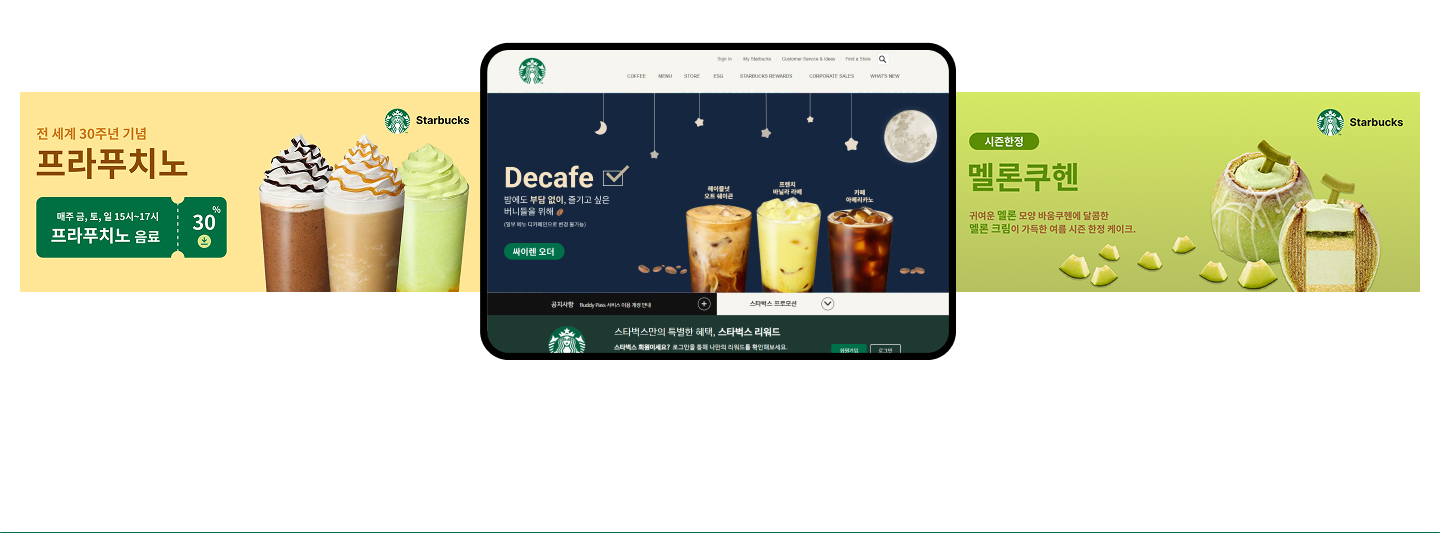 전 세계 30주년 기념
프라푸치노
Starbucks
매주 금, 토, 일 15시~17시
프라푸치노 음료
30%
Sign In My Starbucks Customer Service & Ideas Find a Store
COFFEE MENU STORE ESG STARBUCKS REWARDS CORPORATE SALES WHAT'S NEW
Decafe
밤에도 부담 없이, 즐기고 싶은
버니들을 위해
(일부 메뉴 디카페인으로 변경 불가능)
싸이렌 오더
헤이즐넛
오트 쉐이큰
프렌치
바닐라 라떼
카페
아메리카노
공지사항 Buddy Pass 서비스 이용 개정 안내
스타벅스 프로모션
스타벅스만의 특별한 혜택, 스타벅스 리워드
스타벅스 회원이세요? 로그인을 통해 나만의 리워드를 확인해보세요.
회원가입 로그인
Starbucks
시즌한정
멜론쿠헨
귀여운 멜론 모양 바움쿠헨에 달콤한
멜론 크림이 가득한 여름 시즌 한정 케이크.